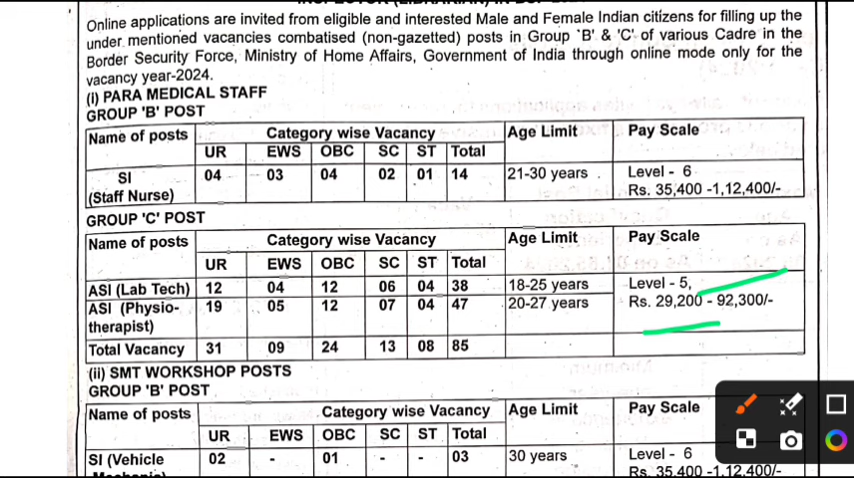 Online applications are invited from eligible and interested Male and Female Indian citizens for filling up the
under mentioned vacancies combatised (non-gazetted) posts in Group `B' & 'C' of various Cadre in the
Border Security Force, Ministry of Home Affairs, Government of India through online mode only for the
vacancy year-2024.
(i) PARA MEDICAL STAFF
GROUP 'B' POST
Name of posts Category wise Vacancy Age Limit Pay Scale
UR EWS OBC SC ST Total
SI 04 03 04 02 01 14 21-30 years Level - 6
(Staff Nurse) Rs. 35,400 -1,12,400/-
GROUP 'C' POST
Name of posts Category wise Vacancy Age Limit Pay Scale
UR EWS OBC SC ST Total
ASI (Lab Tech) 12 04 12 06 04 38 18-25 years Level - 5,
ASI (Physio- 19 05 12 07 04 47 20-27 years Rs. 29,200 - 92,300/-
therapist)
Total Vacancy 31 09 24 13 08 85
(ii) SMT WORKSHOP POSTS
GROUP 'B' POST
Name of posts Category wise Vacancy Age Limit Pay Scale
UR EWS OBC SC ST Total
SI (Vehicle 02 - 01 - - 03 30 years Level - 6
Rs. 35,400 -1,12,400/-